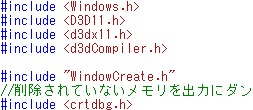 #include <Windows.h>
#include <D3D11.h>
#include <d3dx11.h>
#include <d3dCompiler.h>
#include "WindowCreate.h"
//削除されていないメモリを出力にダン
#include <crtdbg.h>